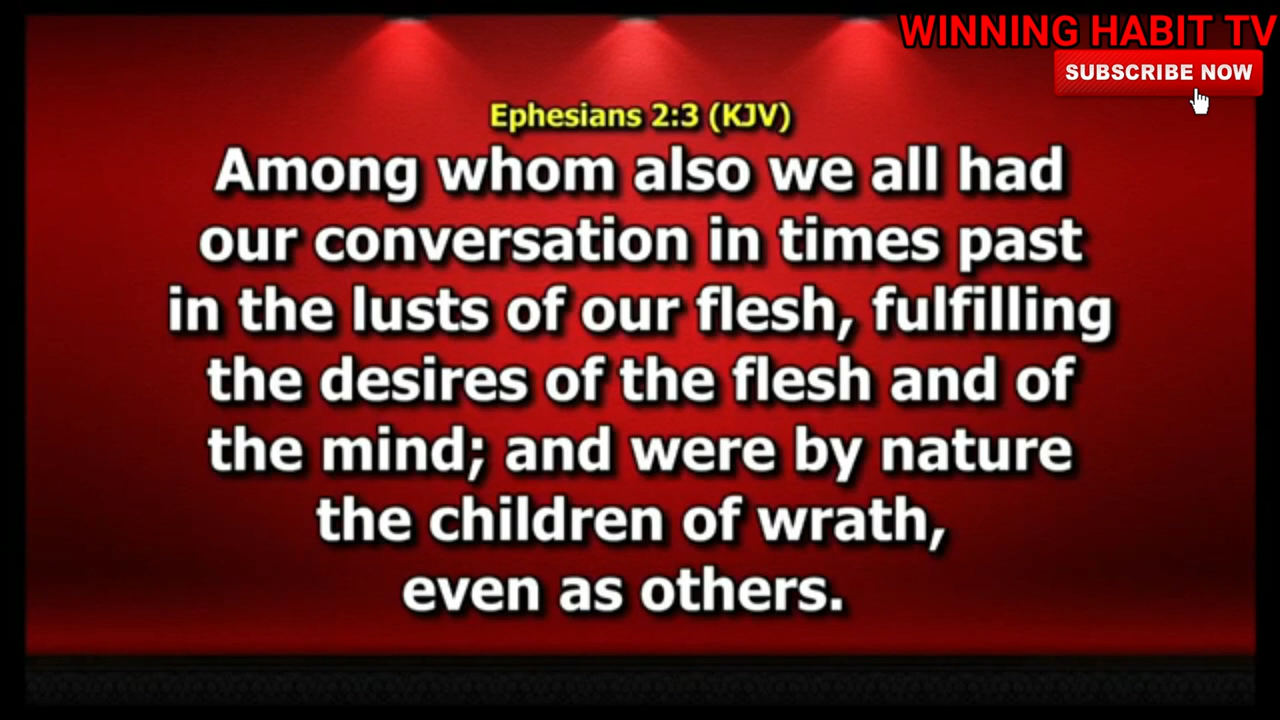 WINNING HABIT TV
SUBSCRIBE NOW
Ephesians 2:3 (KJV)
Among whom also we all had
our conversation in times past
in the lusts of our flesh, fulfilling
the desires of the flesh and of
the mind; and were by nature
the children of wrath,
even as others.